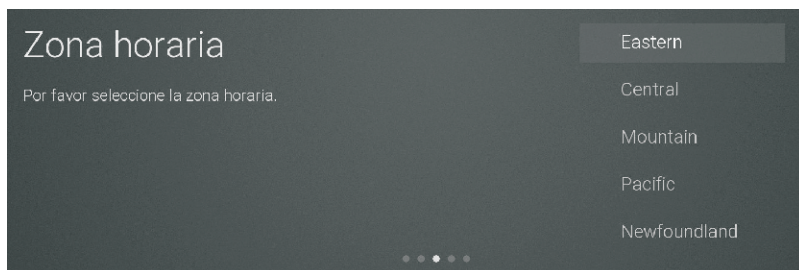 Zona horaria
Por favor seleccione la zona horaria.
Eastern
Central
Mountain
Pacific
Newfoundland